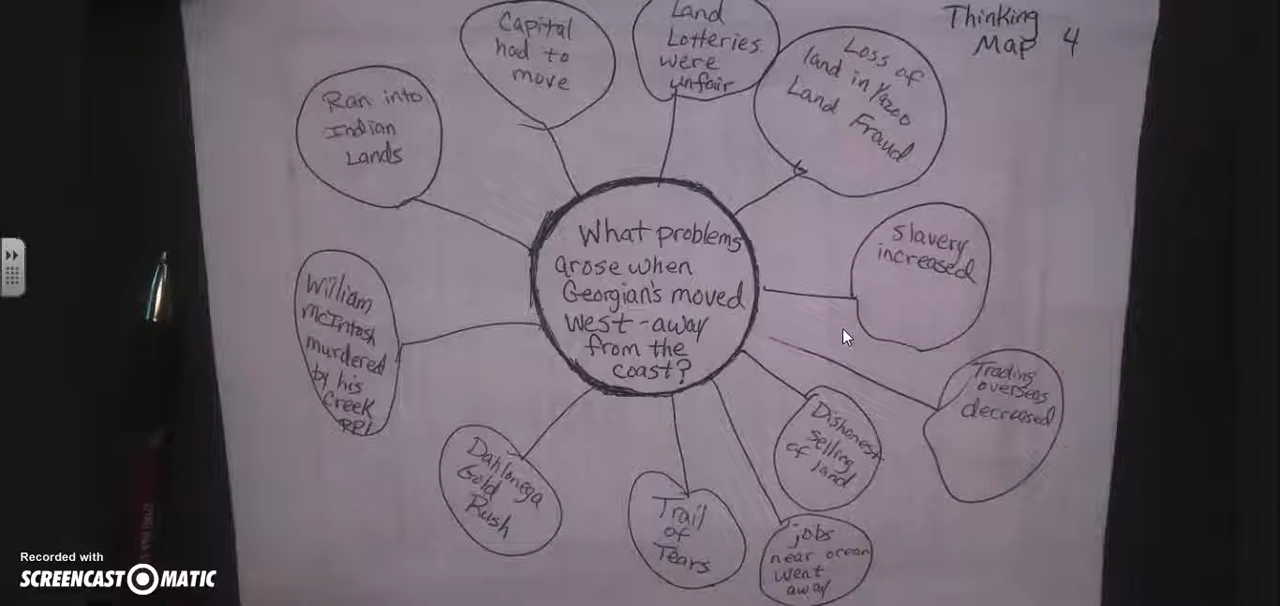 Thinking
Map 4
Capital
had to
move
Land
Lotteries
were
unfair
Loss of
land in Yazoo
Land Fraud
Ran into
Indian
Lands
What problems
arose when
Georgian's moved
west - away
from the
coast?
slavery
increased
William
McIntosh
murdered
by his
Creek
Trading
overseas
decreased
Dishonest
selling
of land
Dahlonega
Gold
Rush
Trail
of
Tears
jobs
near ocean
went
away
Recorded with
SCREENCAST O MATIC